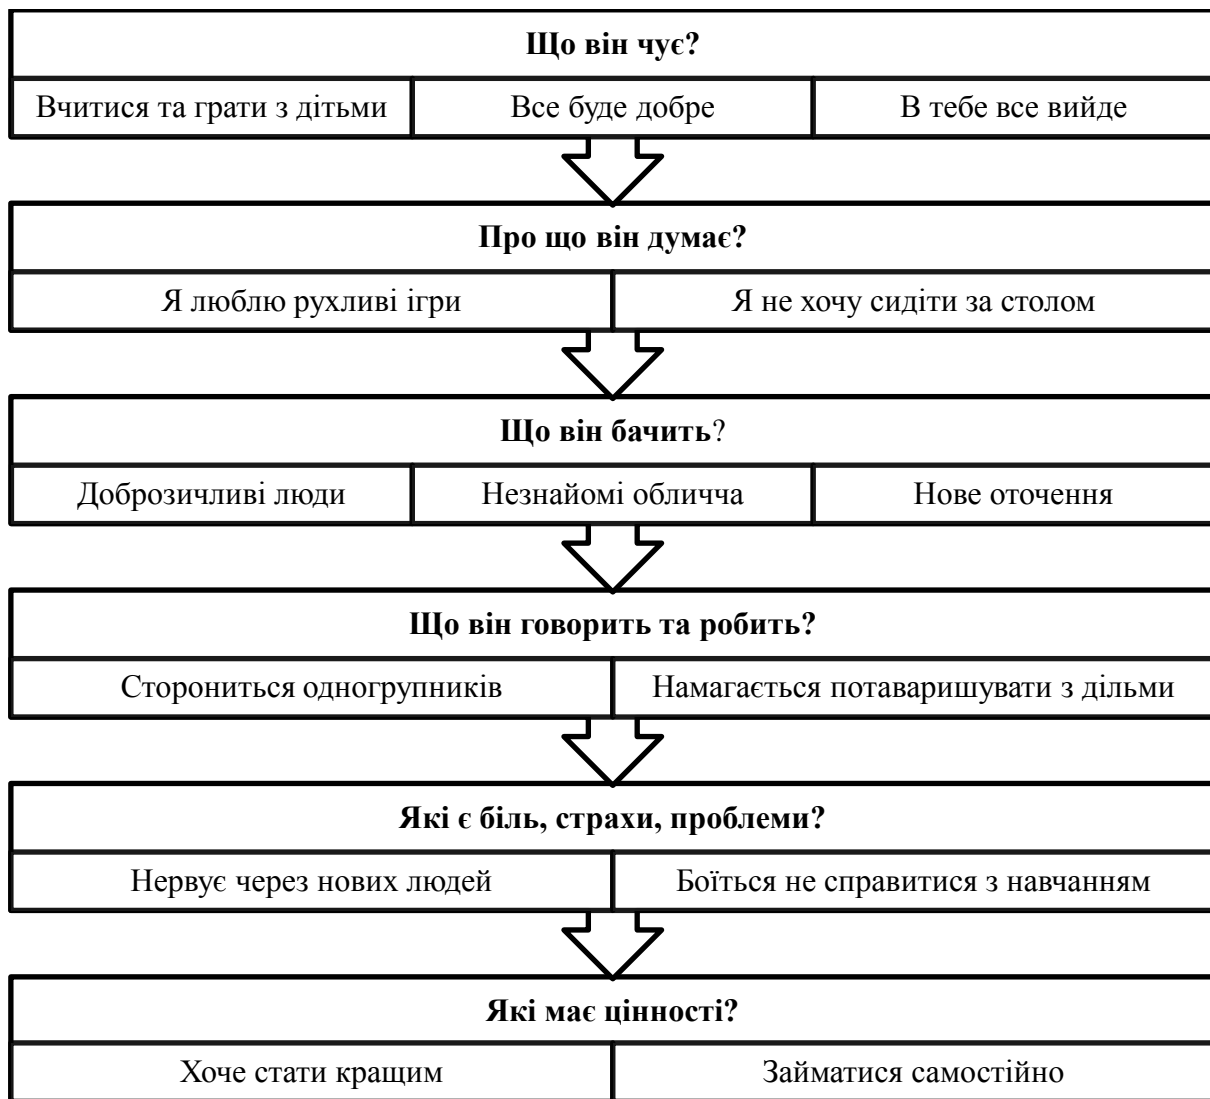 Що він чує?
Вчитися та грати з дітьми
Все буде добре
В тебе все вийде
Про що він думає?
Я люблю рухливі ігри
Я не хочу сидіти за столом
Що він бачить?
Доброзичливі люди
Незнайомі обличчя
Нове оточення
Що він говорить та робить?
Сторониться одногрупників
Намагається потаваришувати з дільми
Які є біль, страхи, проблеми?
Нервує через нових людей
Боїться не справитися з навчанням
Які має цінності?
Хоче стати кращим
Займатися самостійно